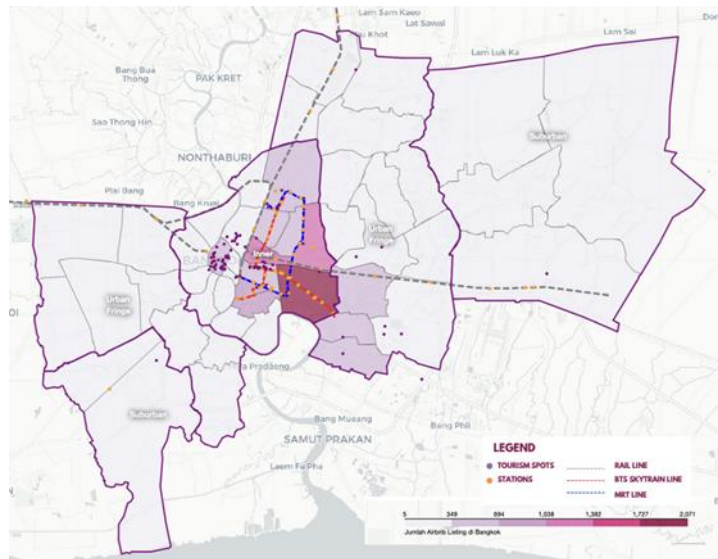 Lam Sam Kaeo
Lat Sawai
Khu Khot
Lam Sai
Lam Luk Ka
Bang Bua
Thong
PAK KRET
Sao Thong Hin
Suburban
NONTHABURI
Plai Bang
Bang Kruai
Urban
Fringe
Inner
Urban
Fringe
Suburban
Bang Mueang
Bang Phli
SAMUT PRAKAN
Laem Fa Pha
LEGEND
TOURISM SPOTS
RAIL LINE
STATIONS
BTS SKYTRAIN LINE
MRT LINE
5 349 694 1,038 1,382 1,727 2,071
Jumlah Airbnb Listing di Bangkok